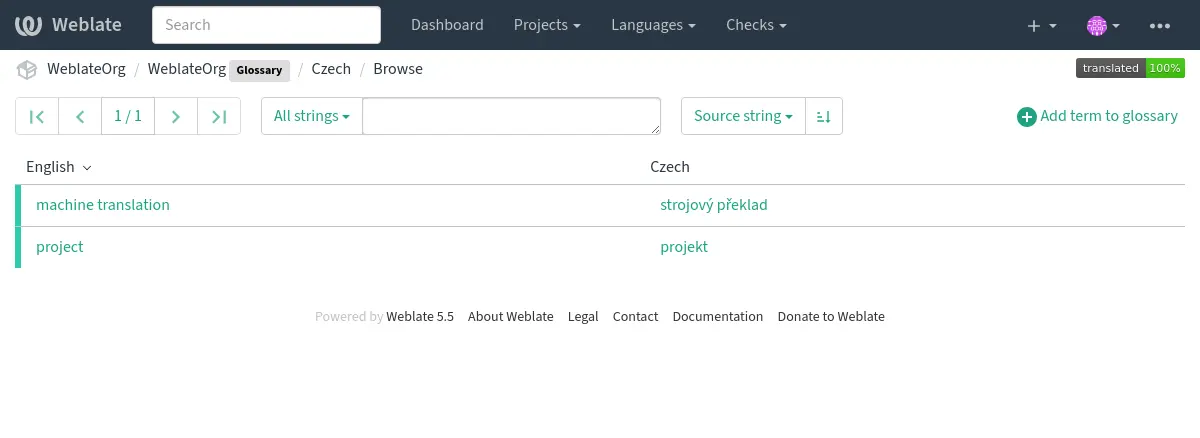 Weblate Search Dashboard Projects Languages Checks
WeblateOrg / WeblateOrg Glossary / Czech / Browse translated 100%
1 / 1 All strings Source string Add term to glossary
English Czech
machine translation strojový překlad
project projekt
Powered by Weblate 5.5 About Weblate Legal Contact Documentation Donate to Weblate